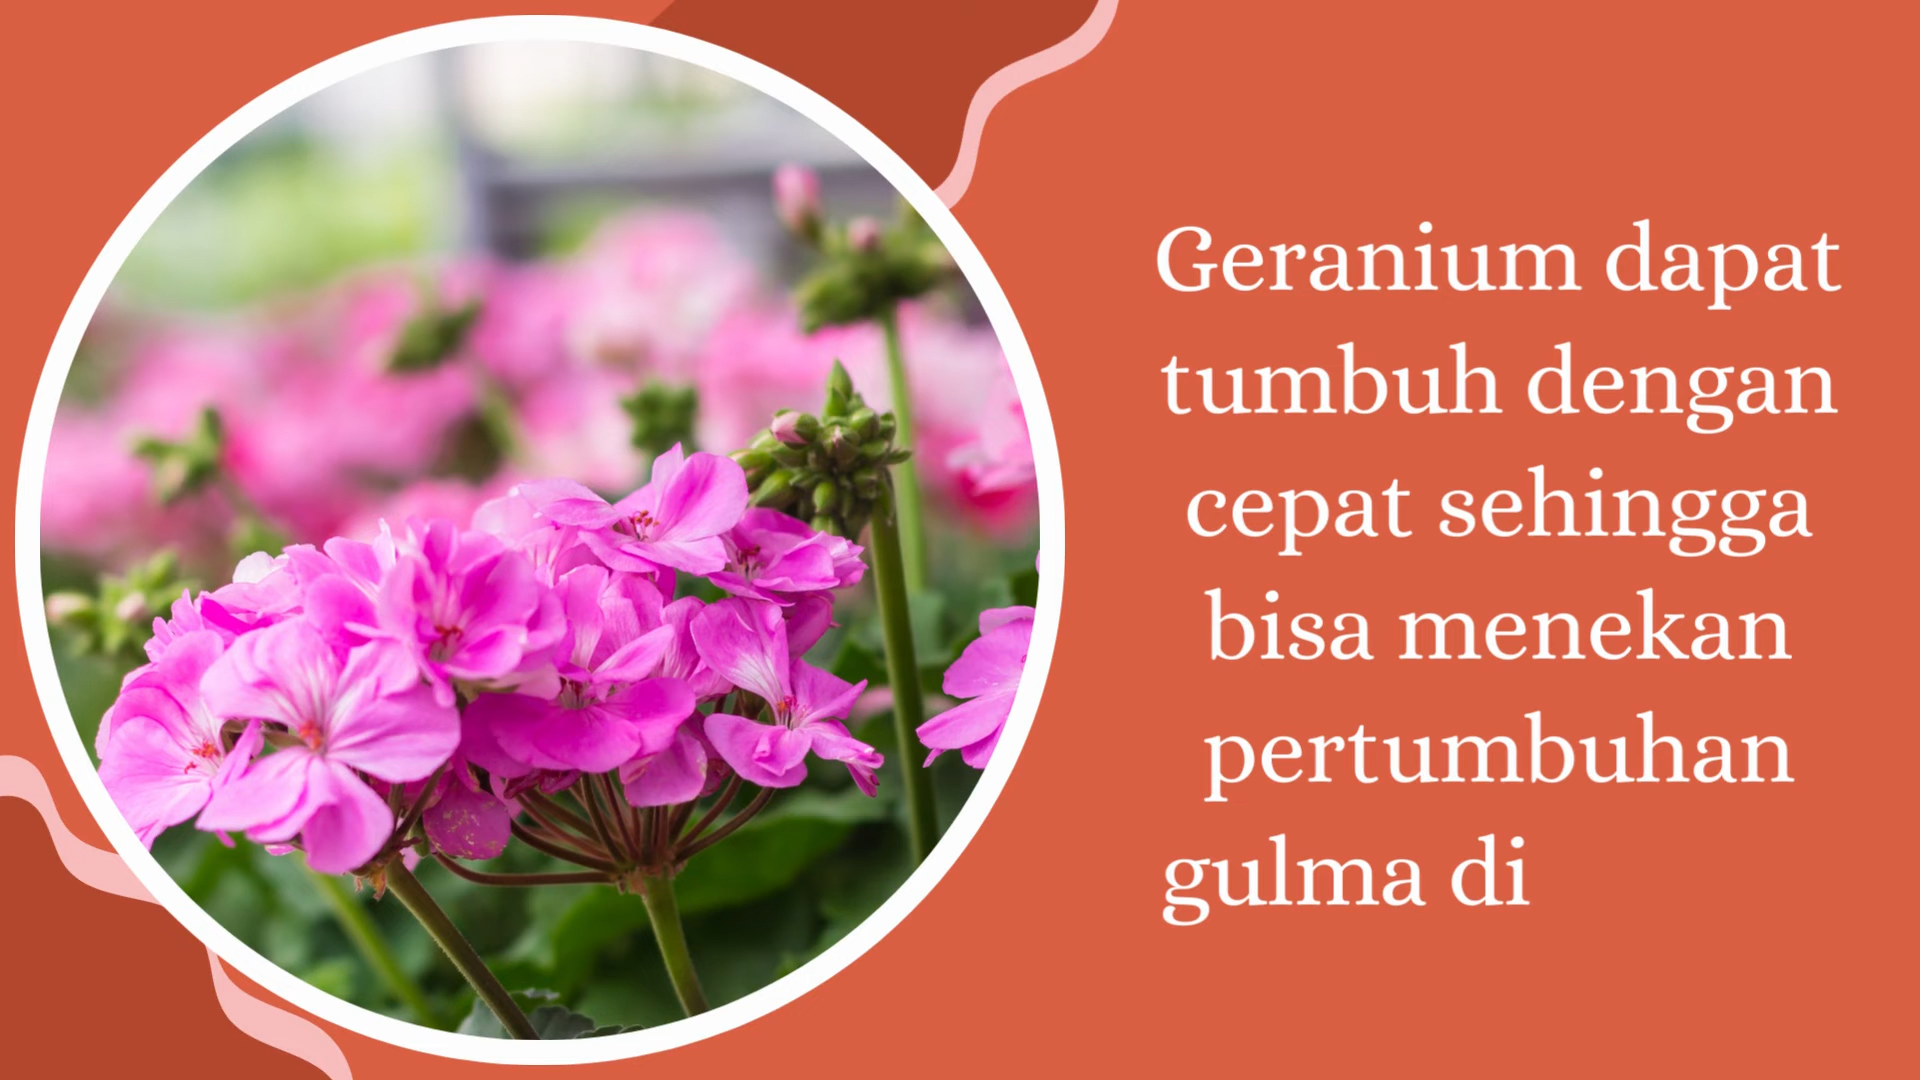 Geranium dapat
tumbuh dengan
cepat sehingga
bisa menekan
pertumbuhan
gulma di